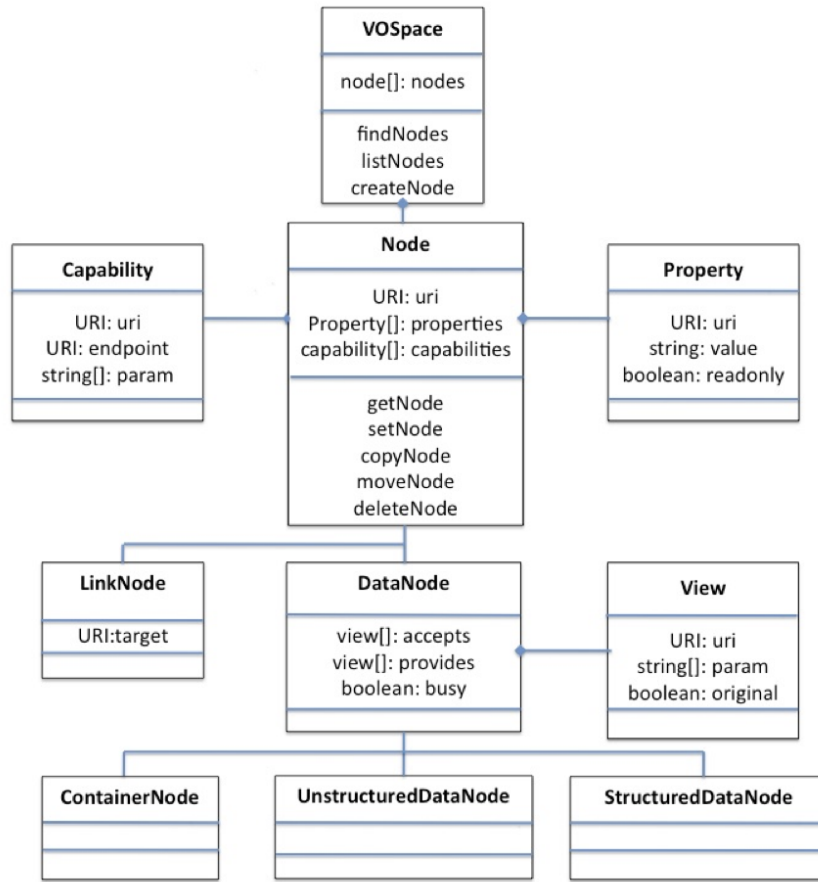 VOSpace
node[]: nodes
findNodes
listNodes
createNode
Capability
URI: uri
URI: endpoint
string[]: param
Node
URI: uri
Property[]: properties
capability[]: capabilities
getNode
setNode
copyNode
moveNode
deleteNode
Property
URI: uri
string: value
boolean: readonly
LinkNode
URI:target
DataNode
view[]: accepts
view[]: provides
boolean: busy
View
URI: uri
string[]: param
boolean: original
ContainerNode
UnstructuredDataNode
StructuredDataNode